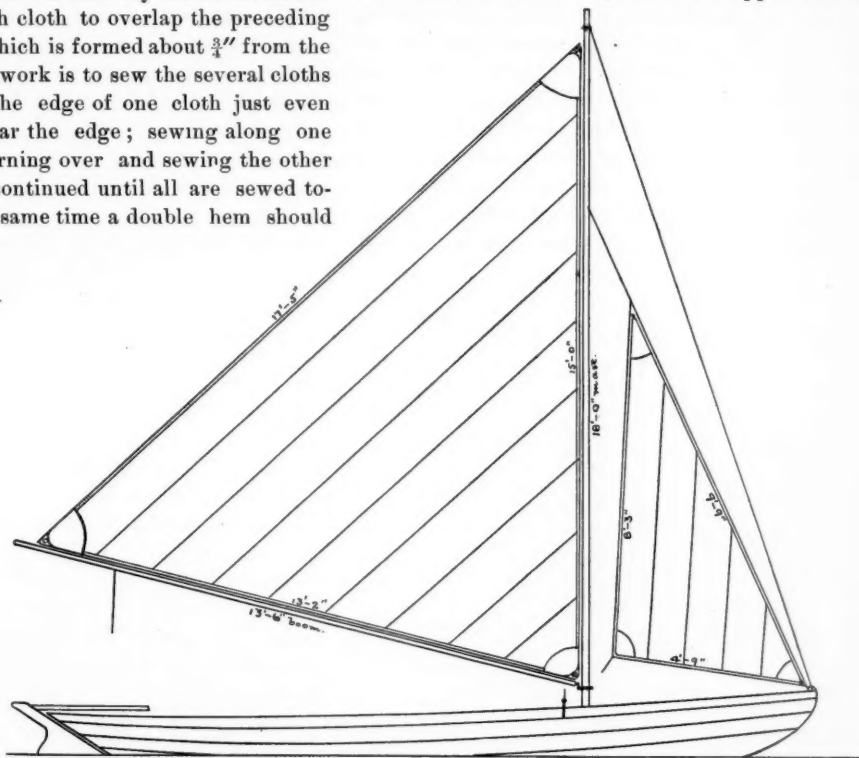 h cloth to overlap the preceding
hich is formed about ¾" from the
work is to sew the several cloths
he edge of one cloth just even
ar the edge; sewing along one
rning over and sewing the other
ontinued until all are sewed to-
same time a double hem should
17'-5"
15'-0"
18'-0" mast.
8'-3"
9'-9"
4'-9"
13'-2"
13'-6" boom.